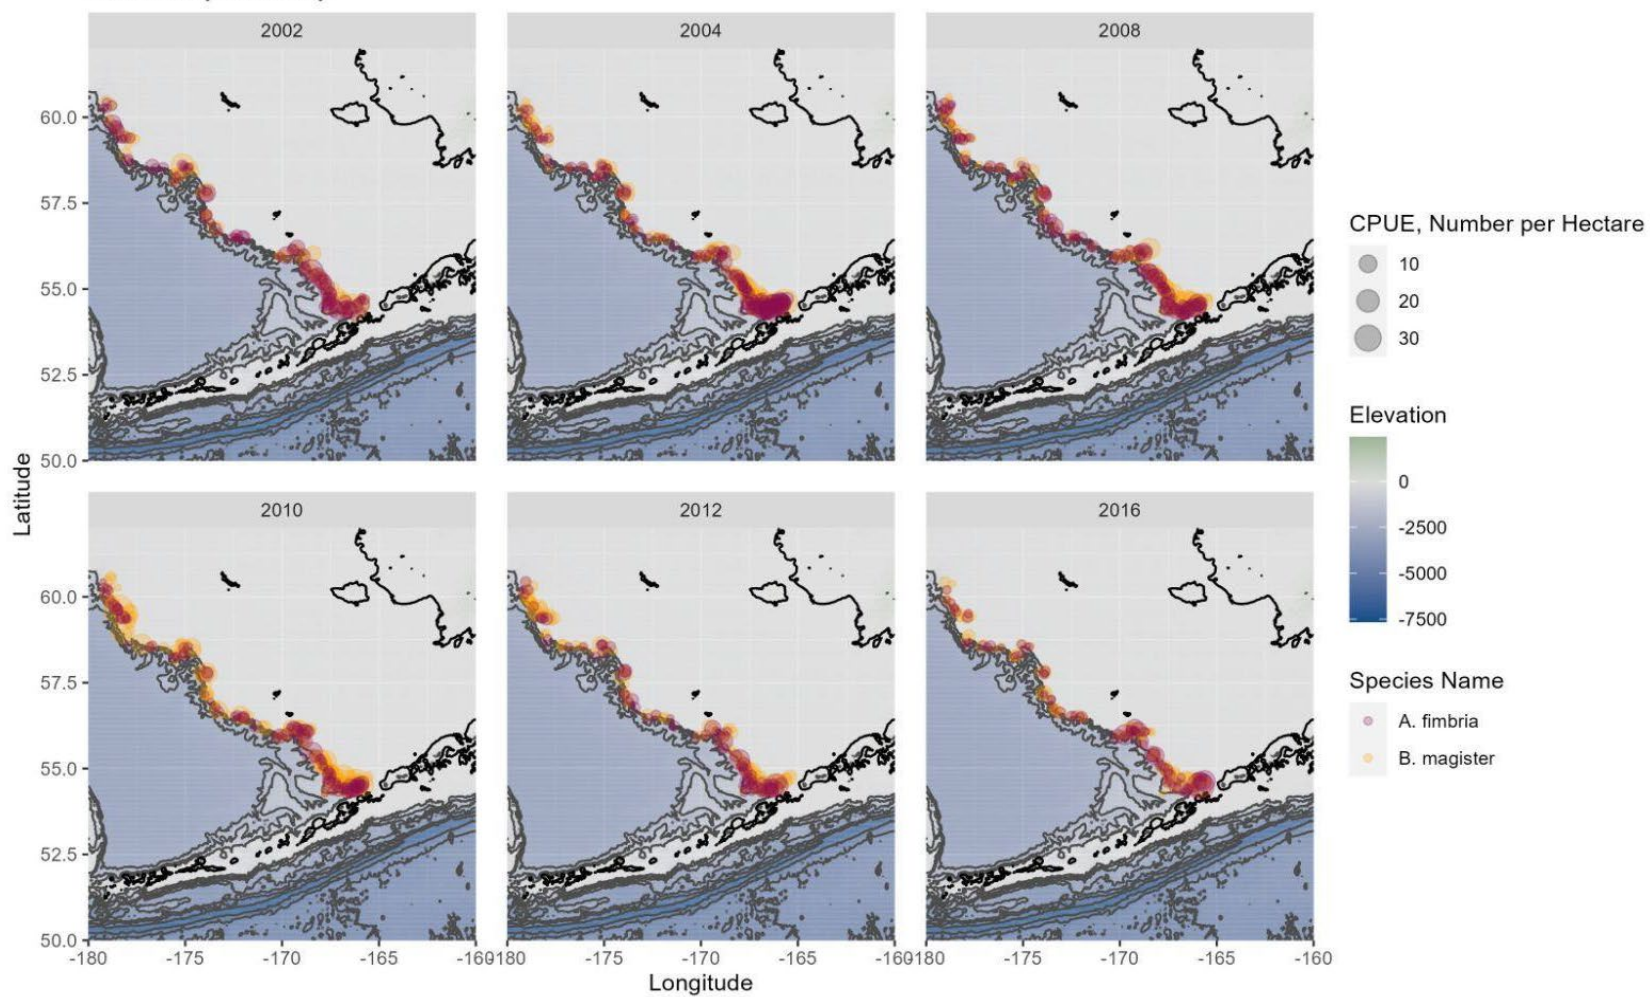 2002 2004 2008
60.0
57.5
55.0
52.5
50.0
2010 2012 2016
60.0
57.5
55.0
52.5
50.0
-180 -175 -170 -165 -160 -180 -175 -170 -165 -160 -180 -175 -170 -165 -160
Latitude
Longitude
CPUE, Number per Hectare
10
20
30
Elevation
0
-2500
-5000
-7500
Species Name
A. fimbria
B. magister